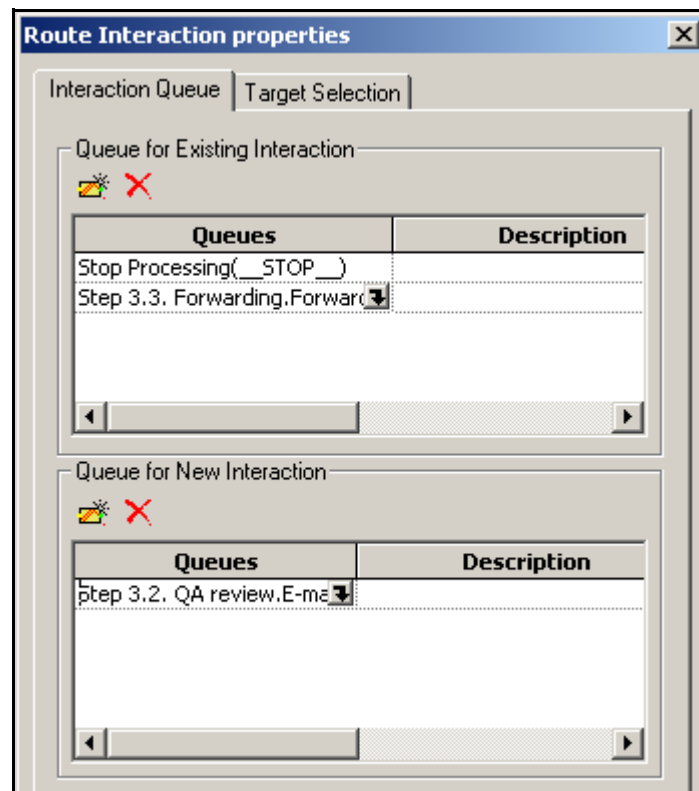 Route Interaction properties
Interaction Queue Target Selection
Queue for Existing Interaction
Queues Description
Stop Processing(__STOP__)
Step 3.3. Forwarding.Forward
Queue for New Interaction
Queues Description
Step 3.2. QA review.E-ma